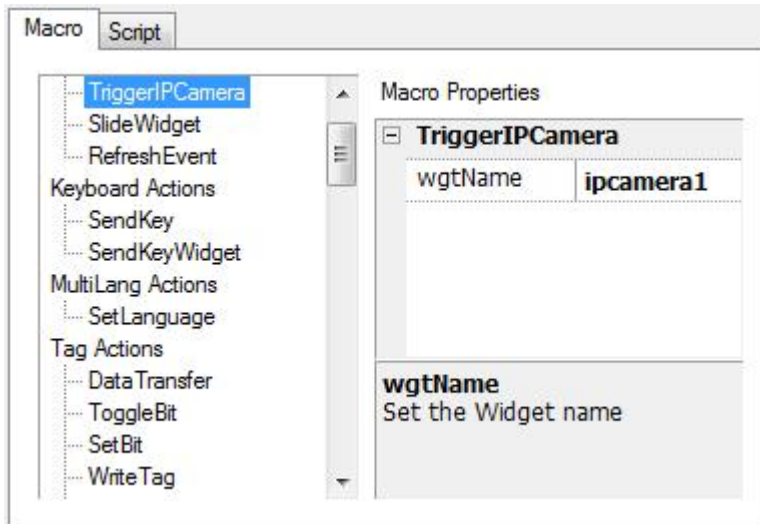 Macro Script
TriggerIPCamera
SlideWidget
RefreshEvent
Keyboard Actions
SendKey
SendKeyWidget
MultiLang Actions
SetLanguage
Tag Actions
DataTransfer
ToggleBit
SetBit
WriteTag
Macro Properties
TriggerIPCamera
wgtName ipcamera1
wgtName
Set the Widget name